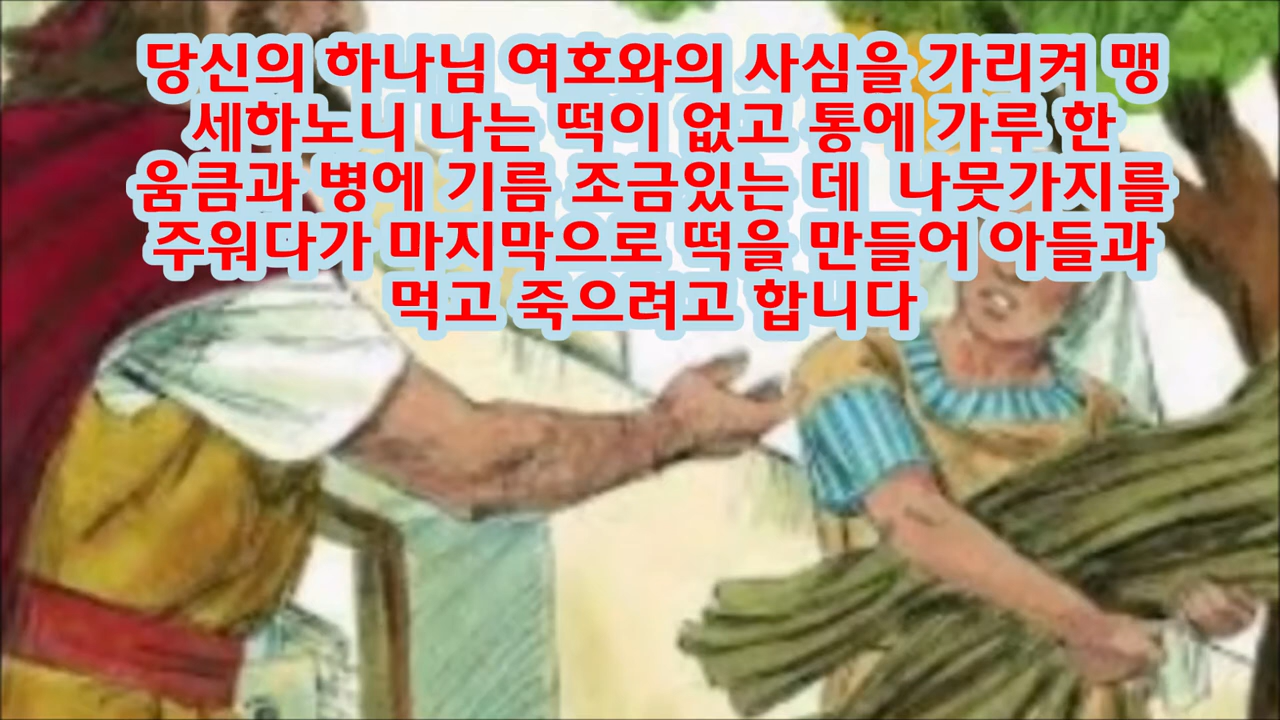 당신의 하나님 여호와의 사심을 가리켜 맹
세하노니 나는 떡이 없고 통에 가루 한
움큼과 병에 기름 조금있는 데  나뭇가지를
주워다가 마지막으로 떡을 만들어 아들과
먹고 죽으려고 합니다